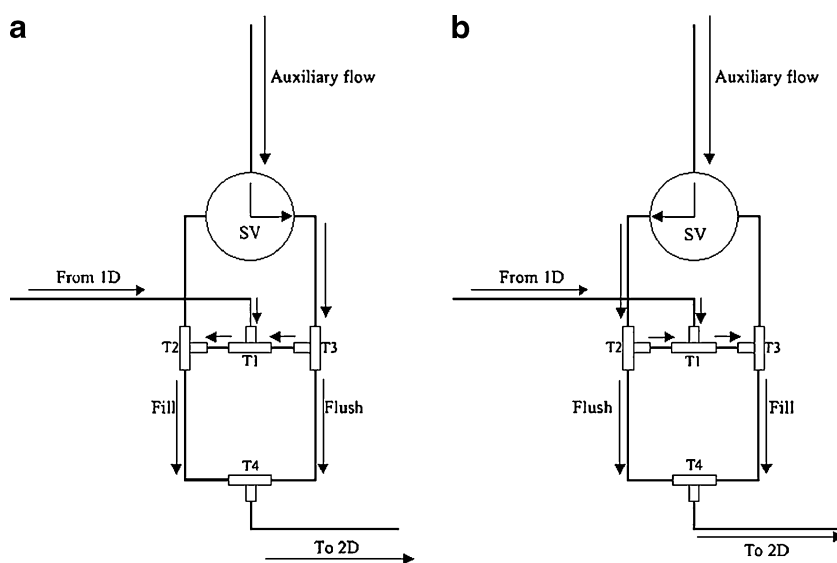 a
Auxiliary flow
SV
From 1D
T2
T1
T3
Fill
Flush
T4
To 2D
b
Auxiliary flow
SV
From 1D
T2
T1
T3
Flush
Fill
T4
To 2D